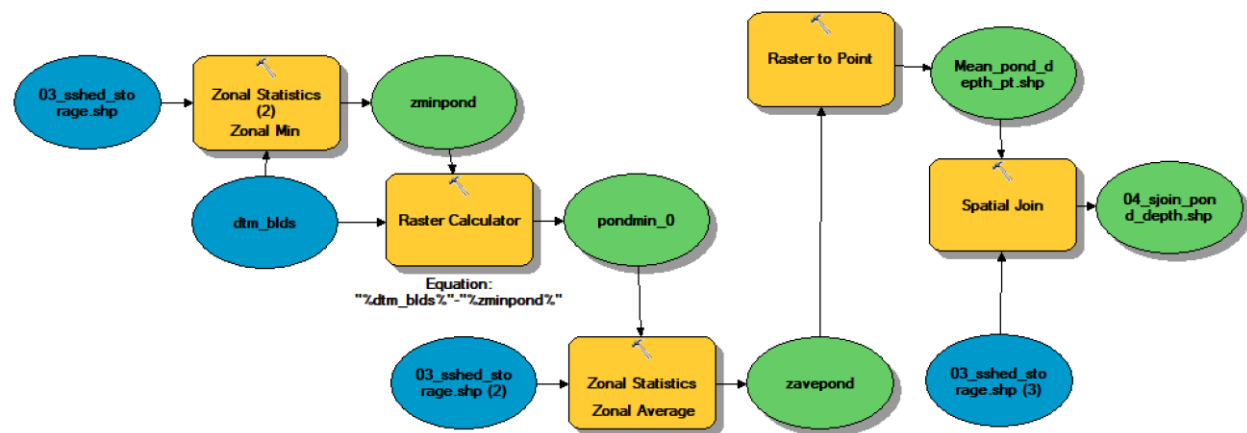 03_sshed_sto
rage.shp
Zonal Statistics
(2)
Zonal Min
zminpond
dtm_blds
Raster Calculator
Equation:
"%dtm_blds%"-"%zminpond%"
pondmin_0
03_sshed_sto
rage.shp (2)
Zonal Statistics
Zonal Average
zavepond
Raster to Point
Mean_pond_d
epth_pt.shp
Spatial Join
03_sshed_sto
rage.shp (3)
04_sjoin_pon
d_depth.shp